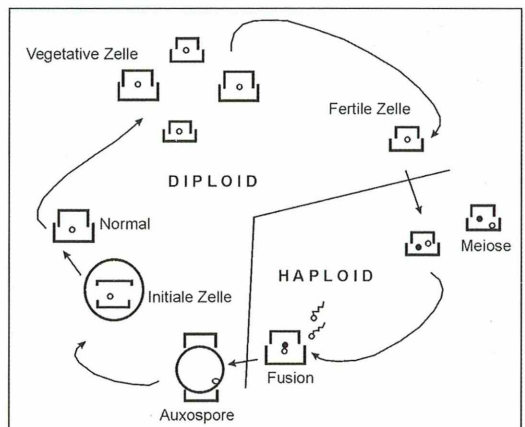 Vegetative Zelle
Fertile Zelle
DIPLOID
Normal
Meiose
HAPLOID
Initiale Zelle
Fusion
Auxospore